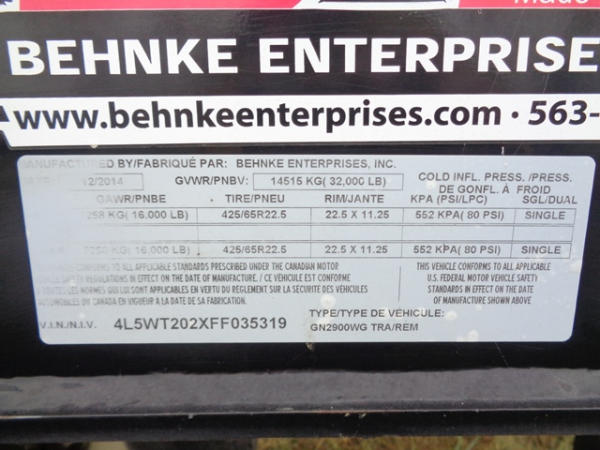 Made
BEHNKE ENTERPRISE
www.behnkeenterprises.com · 563-
MANUFACTURED BY/FABRIQUÉ PAR: BEHNKE ENTERPRISES, INC.
12/2014 GVWR/PNBV: 14515 KG( 32,000 LB)
COLD INFL. PRESS./PRESS. DE GONFL. À FROID
GAWR/PNBE TIRE/PNEU RIM/JANTE KPA (PSI/LPC) SGL/DUAL
7258 KG( 16,000 LB) 425/65R22.5 22.5 X 11.25 552 KPA( 80 PSI) SINGLE
7258 KG( 16,000 LB) 425/65R22.5 22.5 X 11.25 552 KPA( 80 PSI) SINGLE
TO ALL APPLICABLE STANDARDS PRESCRIBED UNDER THE CANADIAN MOTOR
REGULATIONS IN EFFECT / CE VÉHICULE EST CONFORME
APPLICABLES EN VERTU DU REGLEMENT SUR LA SÉCURITÉ DES VÉHICULES
AUTOMOBILES DU CANADA EN VIGUEUR À LA DATE DE SA FABRICATION.
THIS VEHICLE CONFORMS TO ALL APPLICABLE
U.S. FEDERAL MOTOR VEHICLE SAFETY
STANDARDS IN EFFECT ON THE DATE OF
MANUFACTURE SHOWN ABOVE.
V.I.N./N.I.V. 4L5WT202XFF035319
TYPE/TYPE DE VÉHICULE:
GN2900WG TRA/REM